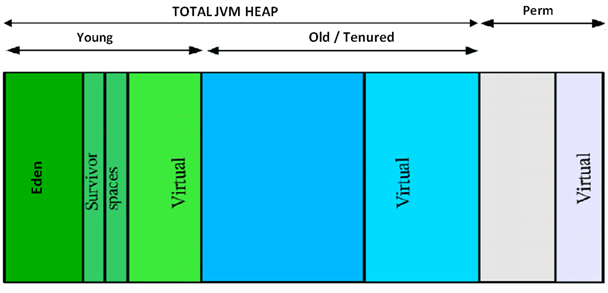 TOTAL JVM HEAP
Perm
Young
Old / Tenured
Eden
Survivor
spaces
Virtual
Virtual
Virtual